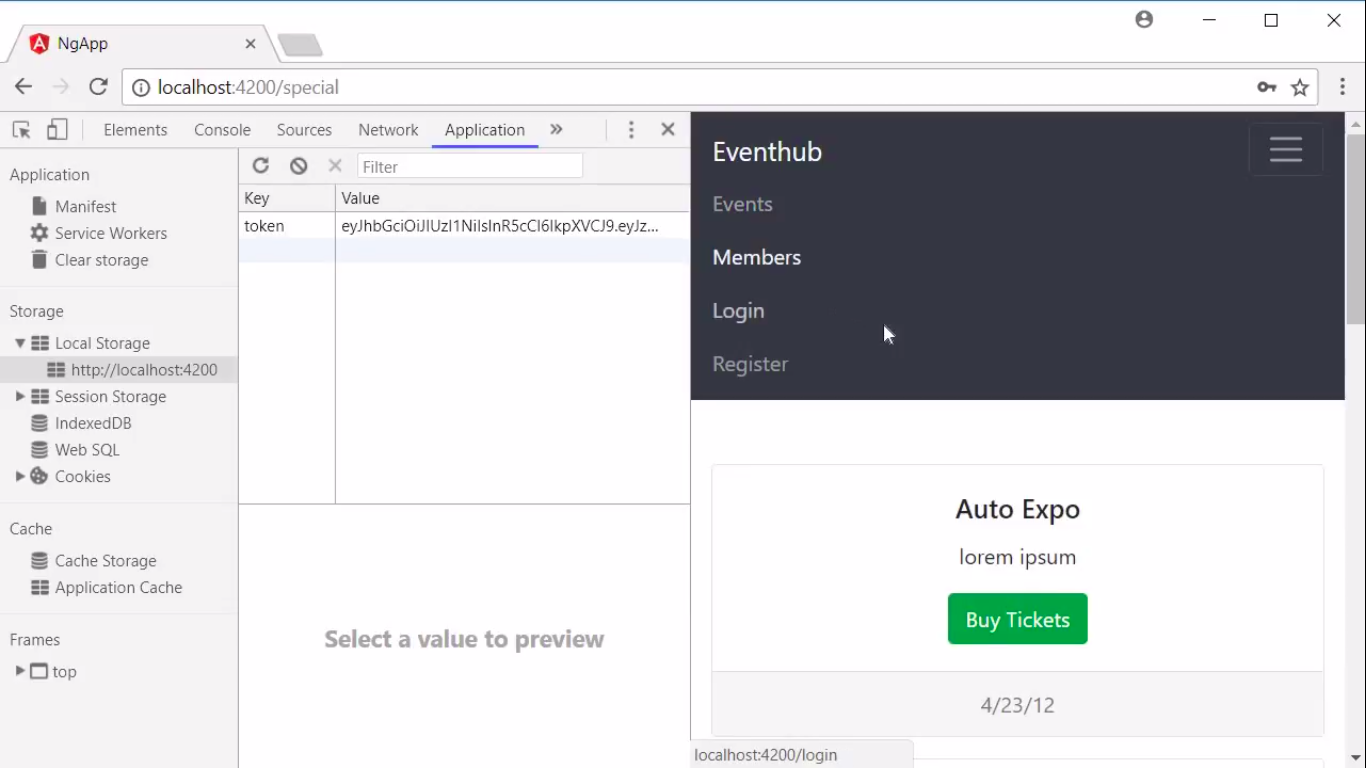 NgApp
localhost:4200/special
Elements Console Sources Network Application
Filter
Application
Manifest
Service Workers
Clear storage
Storage
Local Storage
http://localhost:4200
Session Storage
IndexedDB
Web SQL
Cookies
Cache
Cache Storage
Application Cache
Frames
top
Key Value
token eyJhbGciOiJIUzI1NiIsInR5cCI6IkpXVCJ9.eyJz...
Select a value to preview
Eventhub
Events
Members
Login
Register
Auto Expo
lorem ipsum
Buy Tickets
4/23/12
localhost:4200/login